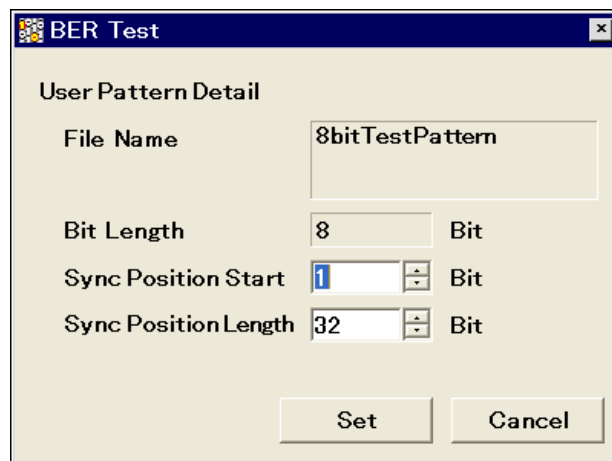 BER Test
User Pattern Detail
File Name 8bitTestPattern
Bit Length 8 Bit
Sync Position Start 1 Bit
Sync Position Length 32 Bit
Set Cancel